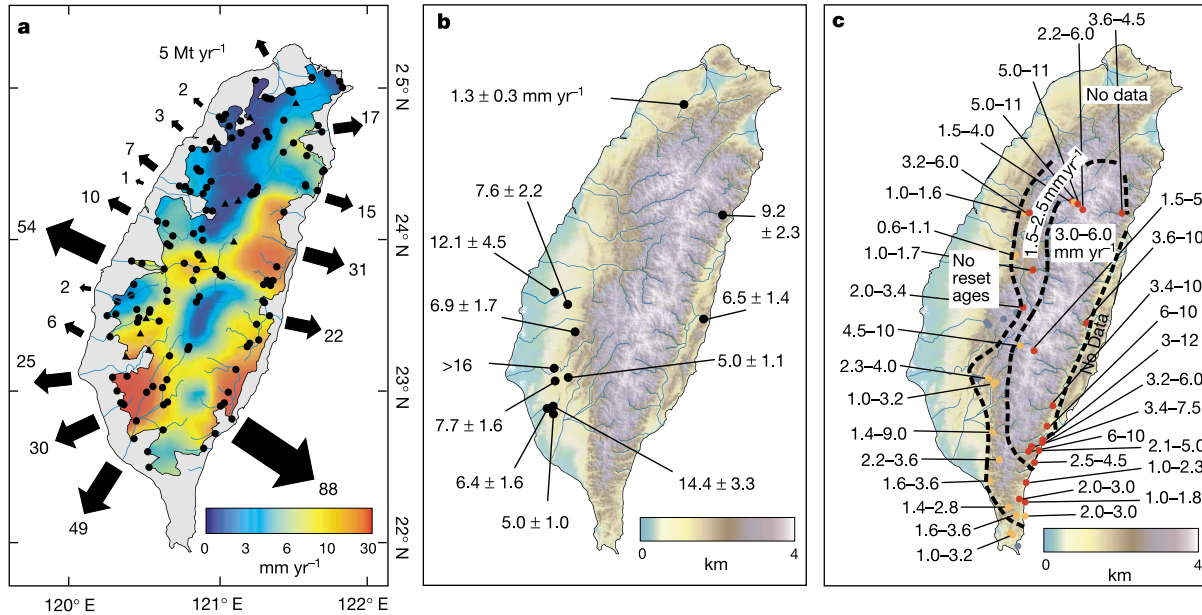 a
5 Mt yr⁻¹
2
3
7
1
10
54
2
6
25
30
49
17
15
31
22
88
25° N
24° N
23° N
22° N
0 3 6 10 30
mm yr⁻¹
120° E 121° E 122° E
b
1.3 ± 0.3 mm yr⁻¹
7.6 ± 2.2
12.1 ± 4.5
6.9 ± 1.7
>16
7.7 ± 1.6
6.4 ± 1.6
5.0 ± 1.0
9.2
± 2.3
6.5 ± 1.4
5.0 ± 1.1
14.4 ± 3.3
0 4
km
c
3.6–4.5
2.2–6.0
5.0–11
No data
5.0–11
1.5–4.0
3.2–6.0
1.0–1.6
0.6–1.1
1.0–1.7
No
reset
ages
2.0–3.4
4.5–10
2.3–4.0
1.0–3.2
1.4–9.0
2.2–3.6
1.6–3.6
1.4–2.8
1.6–3.6
1.0–3.2
1.5–2.5 mm yr⁻¹
3.0–6.0
mm yr⁻¹
1.5–5
3.6–10
3.4–10
6–10
No Data
3–12
3.2–6.0
3.4–7.5
6–10
2.1–5.0
2.5–4.5
1.0–2.3
2.0–3.0
1.0–1.8
2.0–3.0
0 4
km